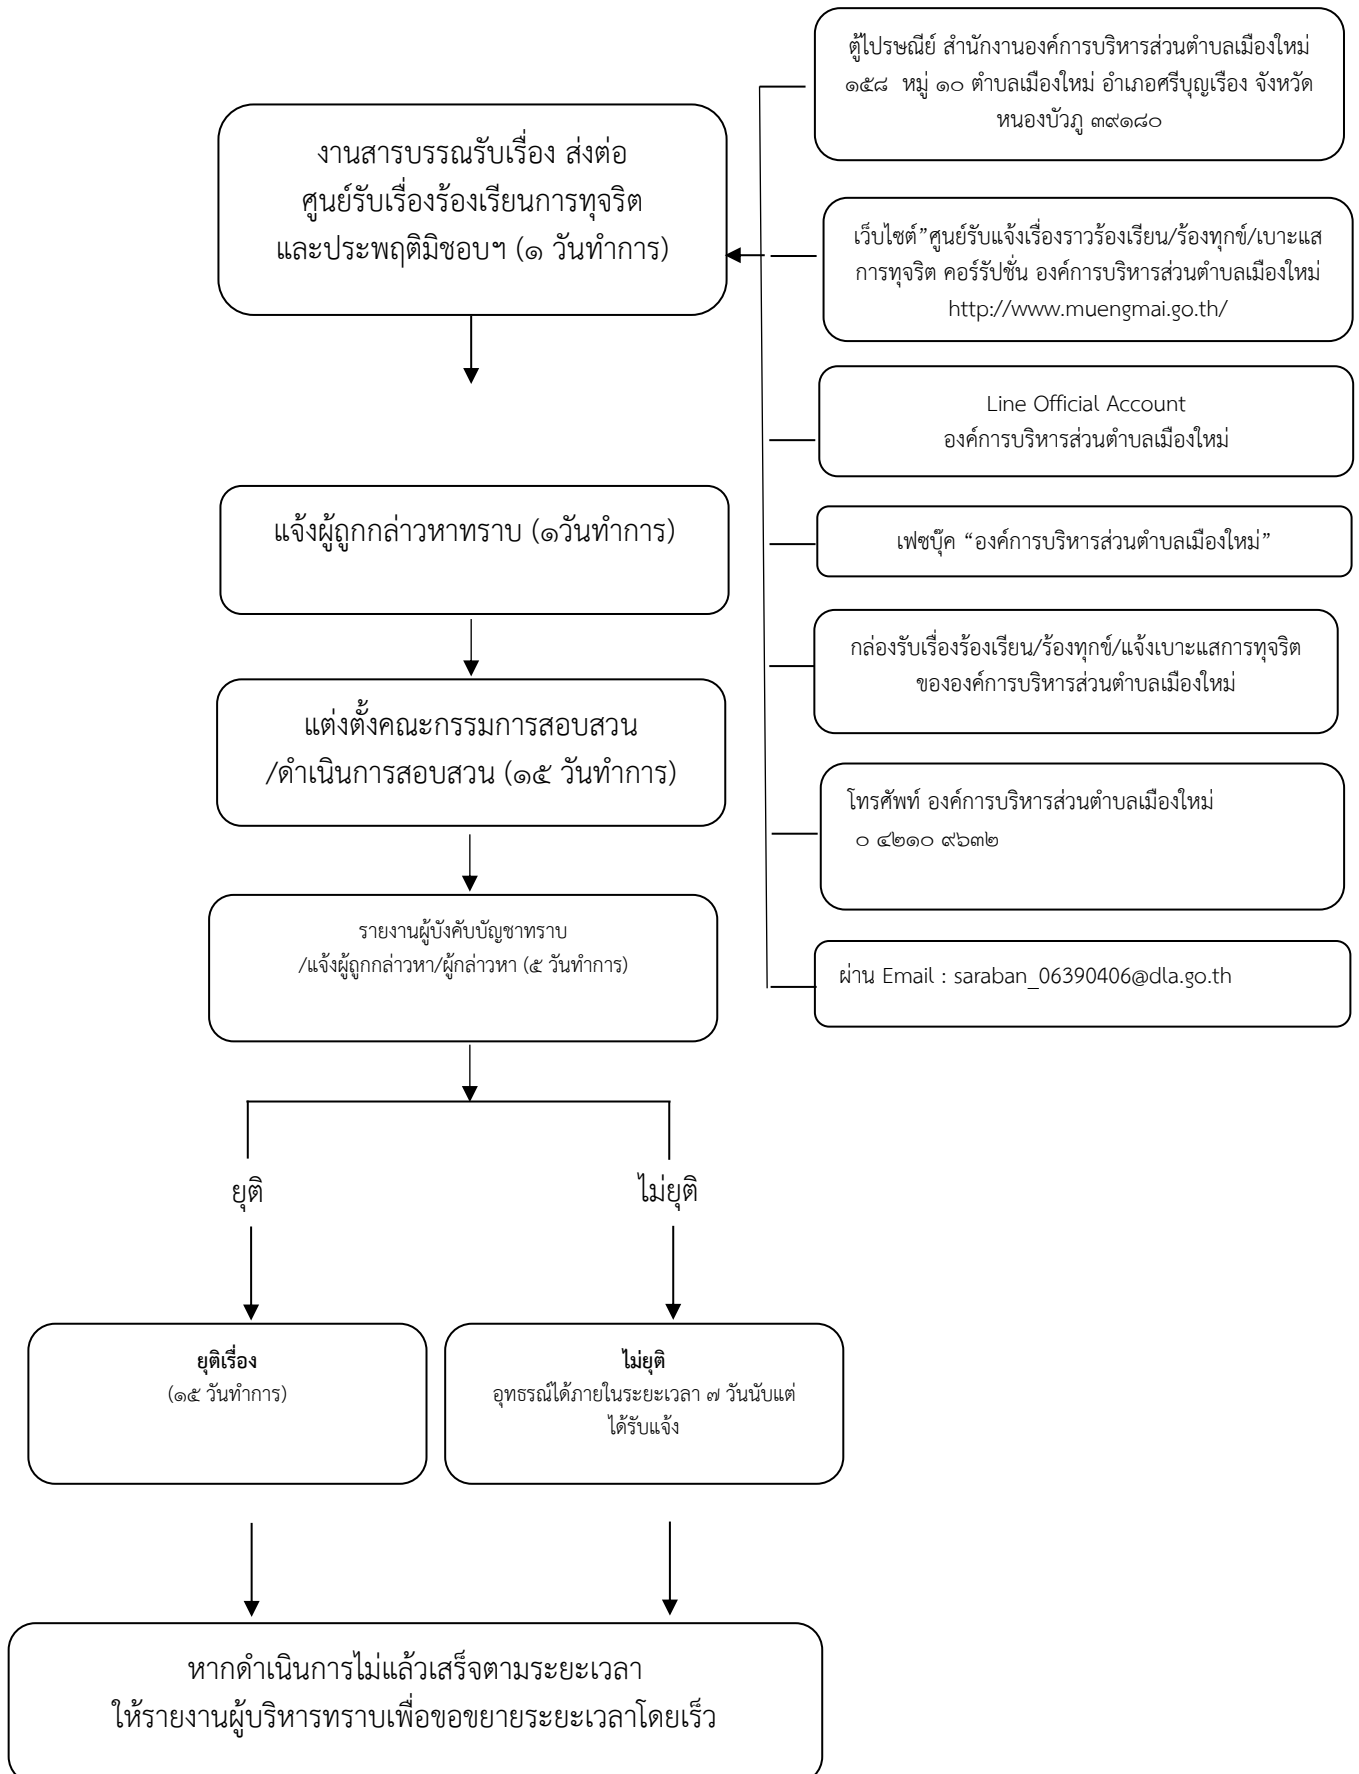 ตู้ไปรษณีย์ สำนักงานองค์การบริหารส่วนตำบลเมืองใหม่
๑๕๘ หมู่ ๑๐ ตำบลเมืองใหม่ อำเภอศรีบุญเรือง จังหวัด
หนองบัวภู ๓๙๑๘๐
งานสารบรรณรับเรื่อง ส่งต่อ
ศูนย์รับเรื่องร้องเรียนการทุจริต
และประพฤติมิชอบฯ (๑ วันทำการ)
เว็บไซต์”ศูนย์รับแจ้งเรื่องราวร้องเรียน/ร้องทุกข์/เบาะแส
การทุจริต คอร์รัปชั่น องค์การบริหารส่วนตำบลเมืองใหม่
http://www.muengmai.go.th/
Line Official Account
องค์การบริหารส่วนตำบลเมืองใหม่
เฟซบุ๊ค “องค์การบริหารส่วนตำบลเมืองใหม่”
กล่องรับเรื่องร้องเรียน/ร้องทุกข์/แจ้งเบาะแสการทุจริต
ขององค์การบริหารส่วนตำบลเมืองใหม่
โทรศัพท์ องค์การบริหารส่วนตำบลเมืองใหม่
๐ ๔๒๑๐ ๙๖๓๒
ผ่าน Email : saraban_06390406@dla.go.th
แจ้งผู้ถูกกล่าวหาทราบ (๑วันทำการ)
แต่งตั้งคณะกรรมการสอบสวน
/ดำเนินการสอบสวน (๑๕ วันทำการ)
รายงานผู้บังคับบัญชาทราบ
/แจ้งผู้ถูกกล่าวหา/ผู้กล่าวหา (๕ วันทำการ)
ยุติ
ไม่ยุติ
ยุติเรื่อง
(๑๕ วันทำการ)
ไม่ยุติ
อุทธรณ์ได้ภายในระยะเวลา ๗ วันนับแต่
ได้รับแจ้ง
หากดำเนินการไม่แล้วเสร็จตามระยะเวลา
ให้รายงานผู้บริหารทราบเพื่อขอขยายระยะเวลาโดยเร็ว